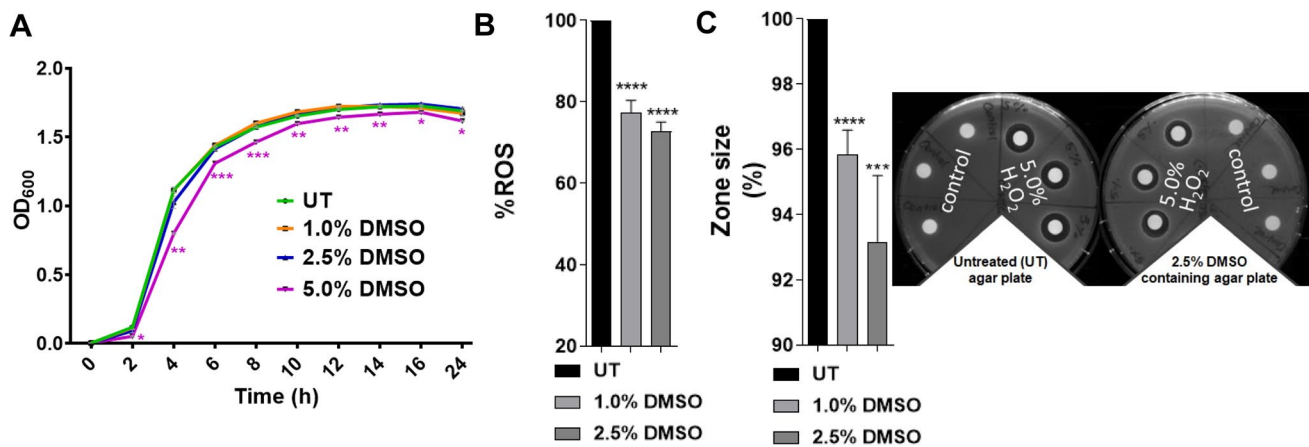 A
OD600
2.0
1.5
1.0
0.5
0.0
0 2 4 6 8 10 12 14 16 24
Time (h)
UT
1.0% DMSO
2.5% DMSO
5.0% DMSO
*
**
***
***
**
**
**
*
*
B
%ROS
100
80
60
40
20
****
****
UT
1.0% DMSO
2.5% DMSO
C
Zone size
(%)
100
98
96
94
92
90
****
***
UT
1.0% DMSO
2.5% DMSO
control
5.0%
H2O2
Untreated (UT)
agar plate
5.0%
H2O2
control
2.5% DMSO
containing agar plate